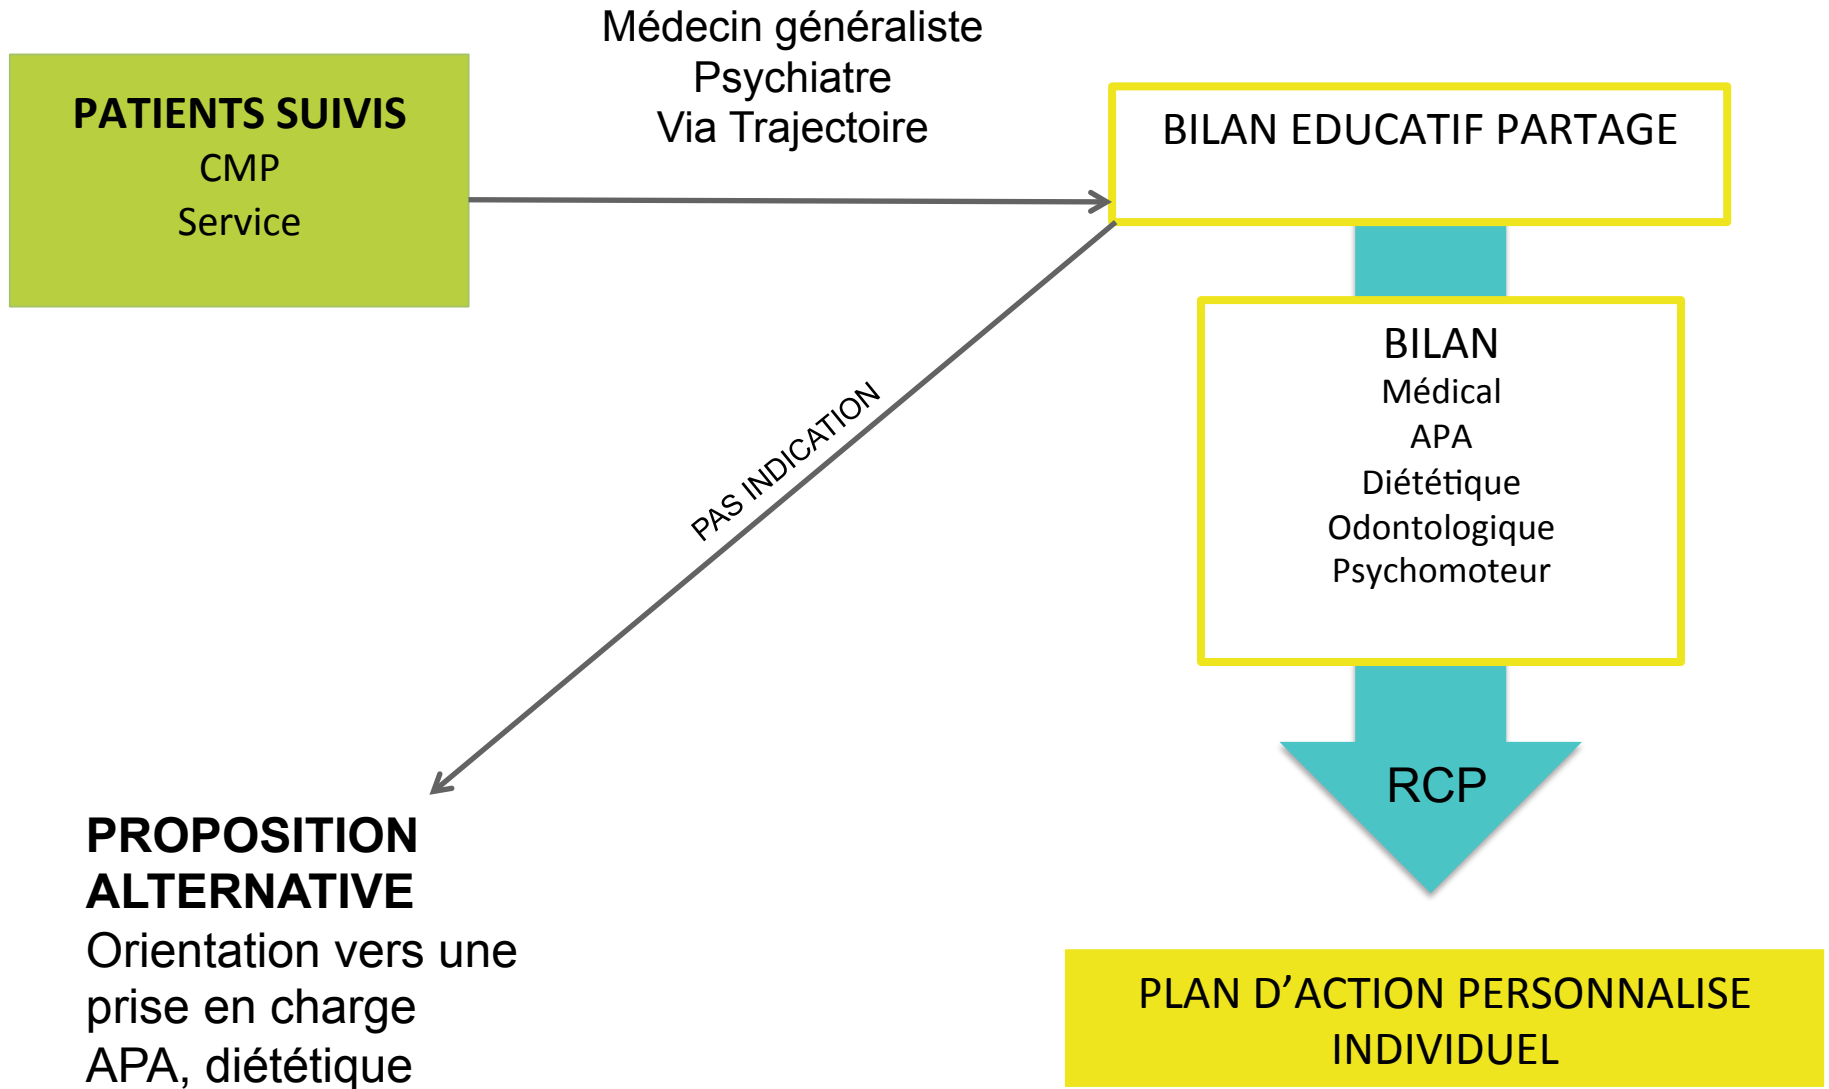 Médecin généraliste
Psychiatre
Via Trajectoire
PATIENTS SUIVIS
CMP
Service
BILAN EDUCATIF PARTAGE
BILAN
Médical
APA
Diététique
Odontologique
Psychomoteur
PAS INDICATION
RCP
PROPOSITION
ALTERNATIVE
Orientation vers une
prise en charge
APA, diététique
PLAN D’ACTION PERSONNALISE
INDIVIDUEL